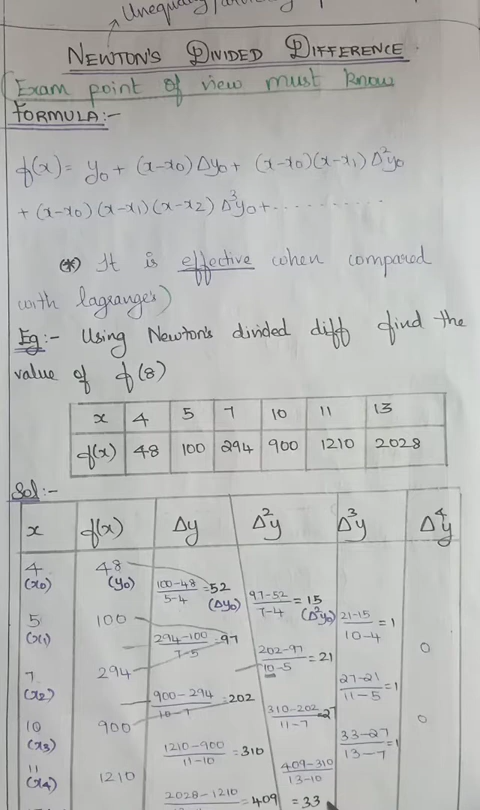 Unequal
NEWTON'S DIVIDED DIFFERENCE
(Exam point of view must know
FORMULA:-
f(x) = y₀ + (x-x₀) Δy₀ + (x-x₀)(x-x₁) Δ²y₀
+ (x-x₀) (x-x₁) (x-x₂) Δ³y₀ + ..........
(*) It is effective when compared
with lagrange's)
Eg:- Using Newton's divided diff find the
value of f(8)
x 4 5 7 10 11 13
f(x) 48 100 294 900 1210 2028
Sol:-
x f(x) Δy Δ²y Δ³y Δ⁴y
4 48
(x₀) (y₀) 100-48/5-4 = 52 97-52/7-4 = 15
(Δy₀) (Δ²y₀) 21-15/10-4 = 1
5 100
(x₁) 294-100/7-5 = 97 202-97/10-5 = 21 0
7 294 27-21/11-5 = 1
(x₂) 900-294/10-7 = 202 310-202/11-7 = 27
10 900 0
(x₃) 1210-900/11-10 = 310 33-27/13-7 = 1
11 1210 409-310/13-10
(x₄) 2028-1210 = 409 = 33